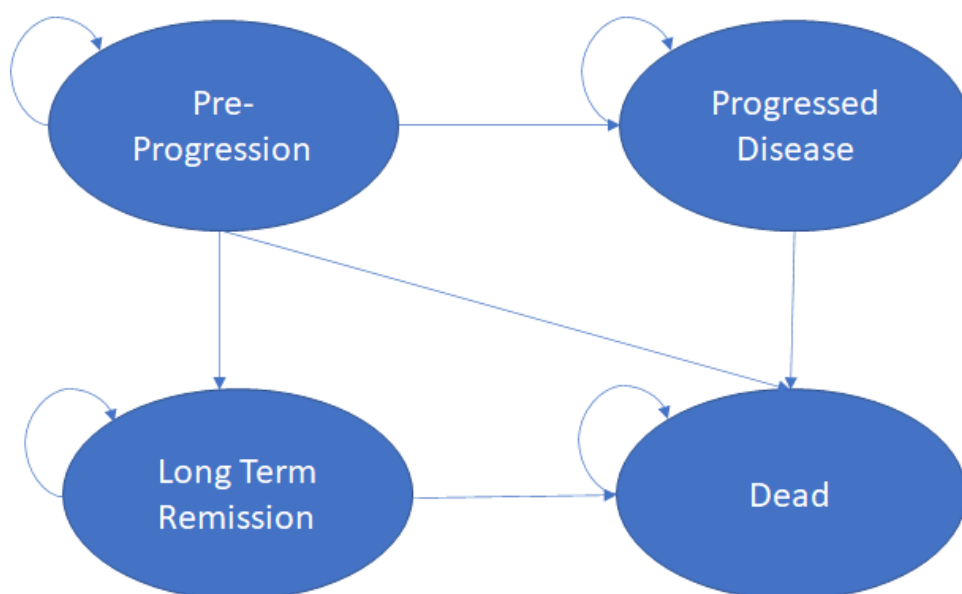 Pre-
Progression
Progressed
Disease
Long Term
Remission
Dead